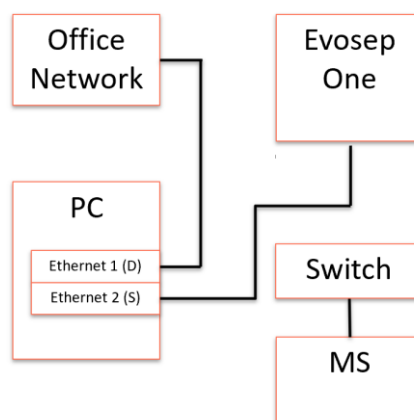 Office
Network
Evosep
One
PC
Ethernet 1 (D)
Ethernet 2 (S)
Switch
MS